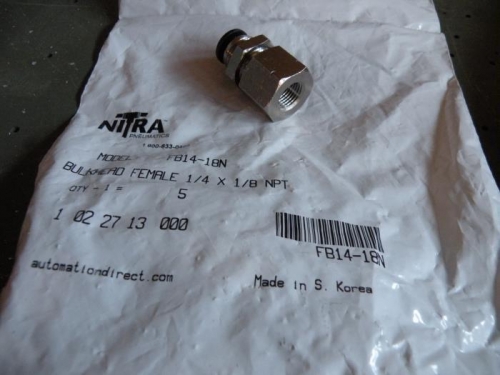 NITRA
PNEUMATICS
MODEL FB14-18N
BULKHEAD FEMALE 1/4 X 1/8 NPT
QTY - 1 = 5
1 02 27 13 000
FB14-18N
automationdirect.com
Made in S. Korea